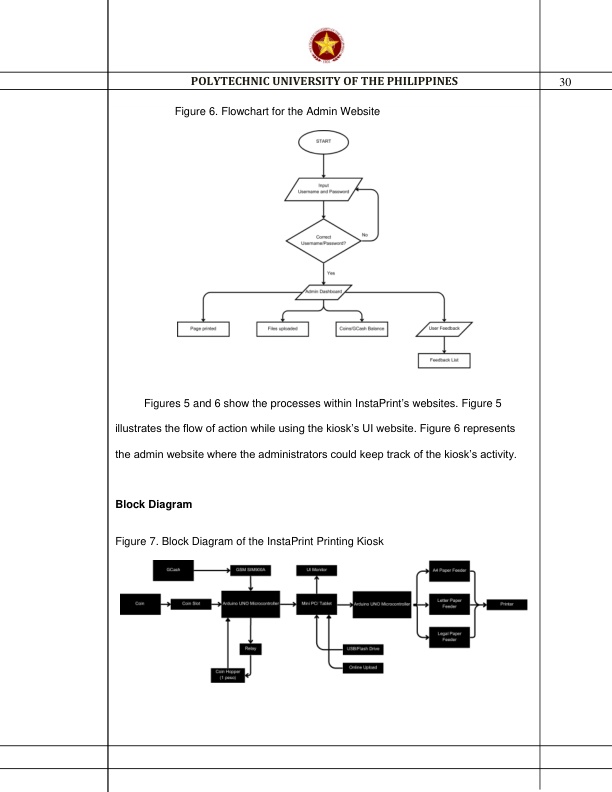 POLYTECHNIC UNIVERSITY OF THE PHILIPPINES
30
Figure 6. Flowchart for the Admin Website
START
Input
Username and Password
No
Correct
Username/Password?
Yes
Admin Dashboard
Page printed
Files uploaded
Coins/GCash Balance
User Feedback
Feedback List
Figures 5 and 6 show the processes within InstaPrint’s websites. Figure 5
illustrates the flow of action while using the kiosk’s UI website. Figure 6 represents
the admin website where the administrators could keep track of the kiosk’s activity.
Block Diagram
Figure 7. Block Diagram of the InstaPrint Printing Kiosk
GCash
GSM SIM900A
UI Monitor
A4 Paper Feeder
Coin
Coin Slot
Arduino UNO Microcontroller
Mini PC/ Tablet
Arduino UNO Microcontroller
Letter Paper
Feeder
Printer
Legal Paper
Feeder
Relay
USB/Flash Drive
Online Upload
Coin Hopper
(1 peso)